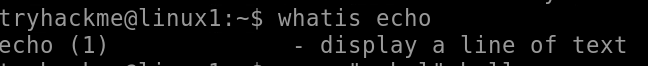 tryhackme@linux1:~$ whatis echo
echo (1)             - display a line of text